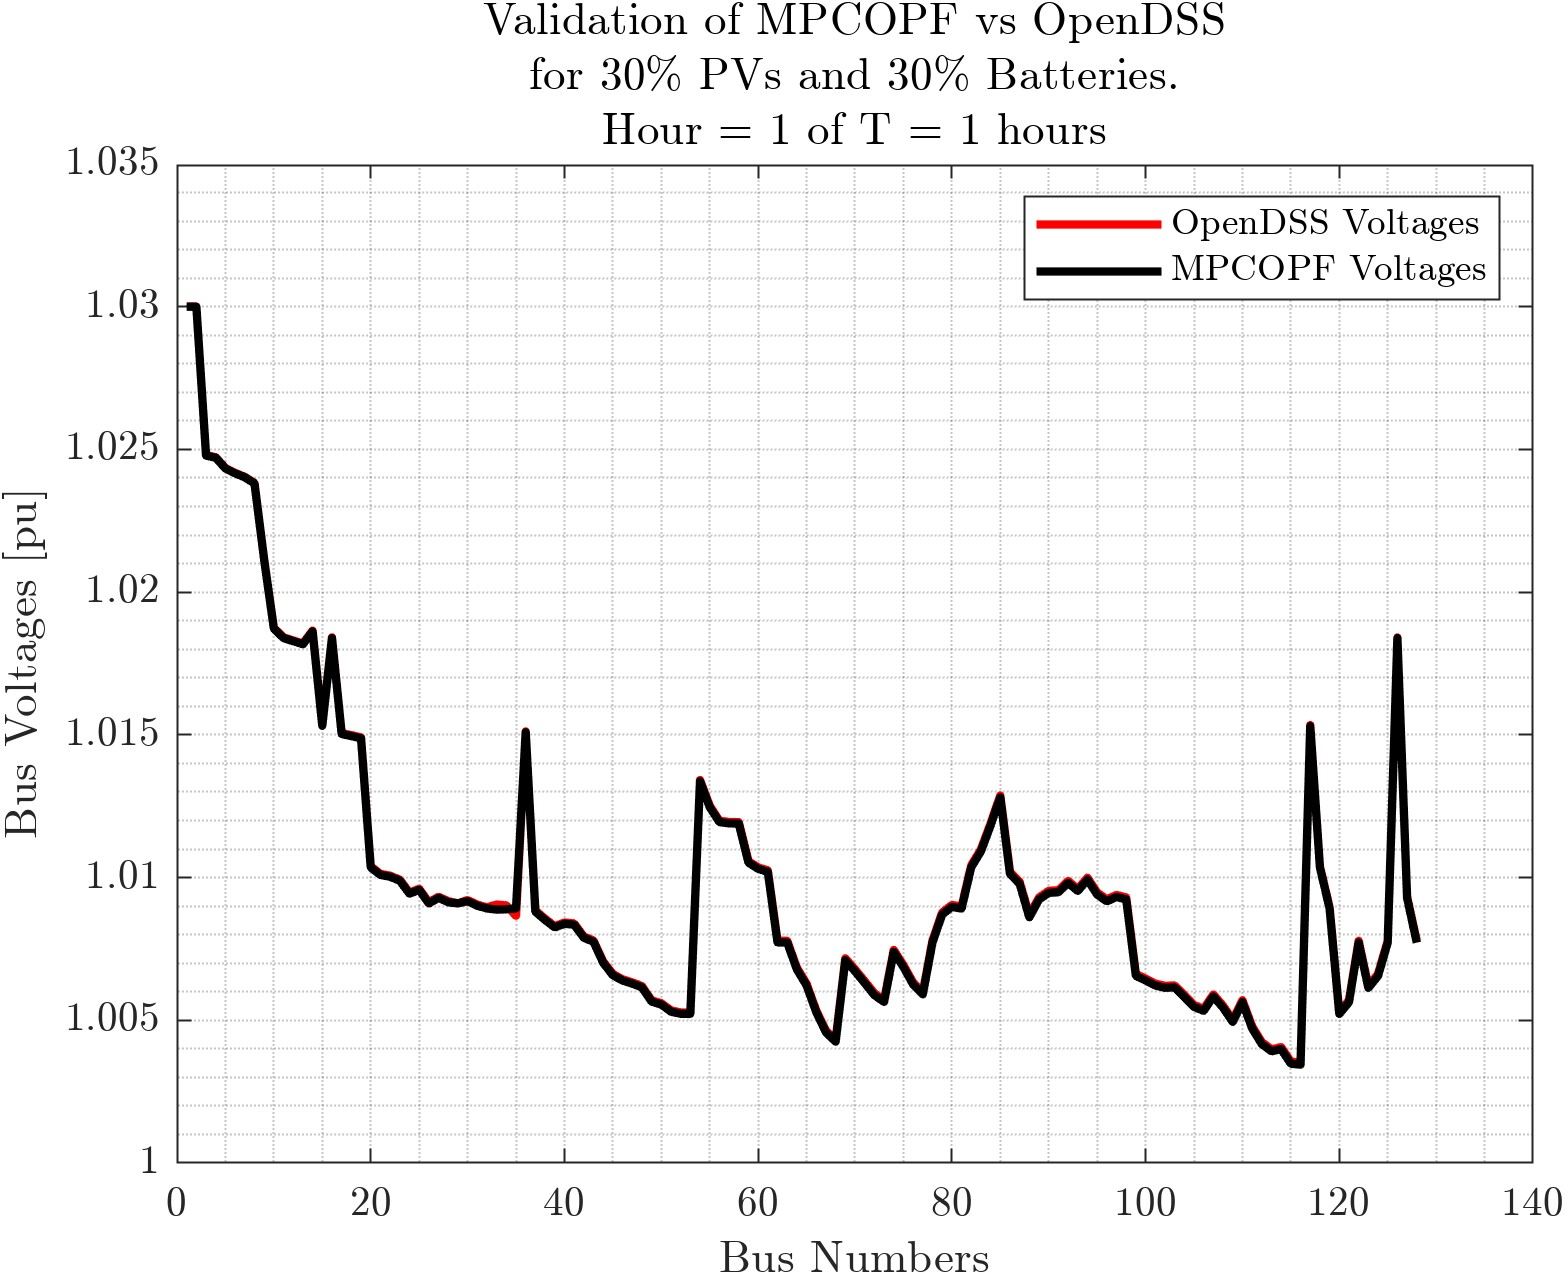 Validation of MPCOPF vs OpenDSS
for 30% PVs and 30% Batteries.
Hour = 1 of T = 1 hours
1.035
1.03
1.025
1.02
1.015
1.01
1.005
1
Bus Voltages [pu]
OpenDSS Voltages
MPCOPF Voltages
0 20 40 60 80 100 120 140
Bus Numbers